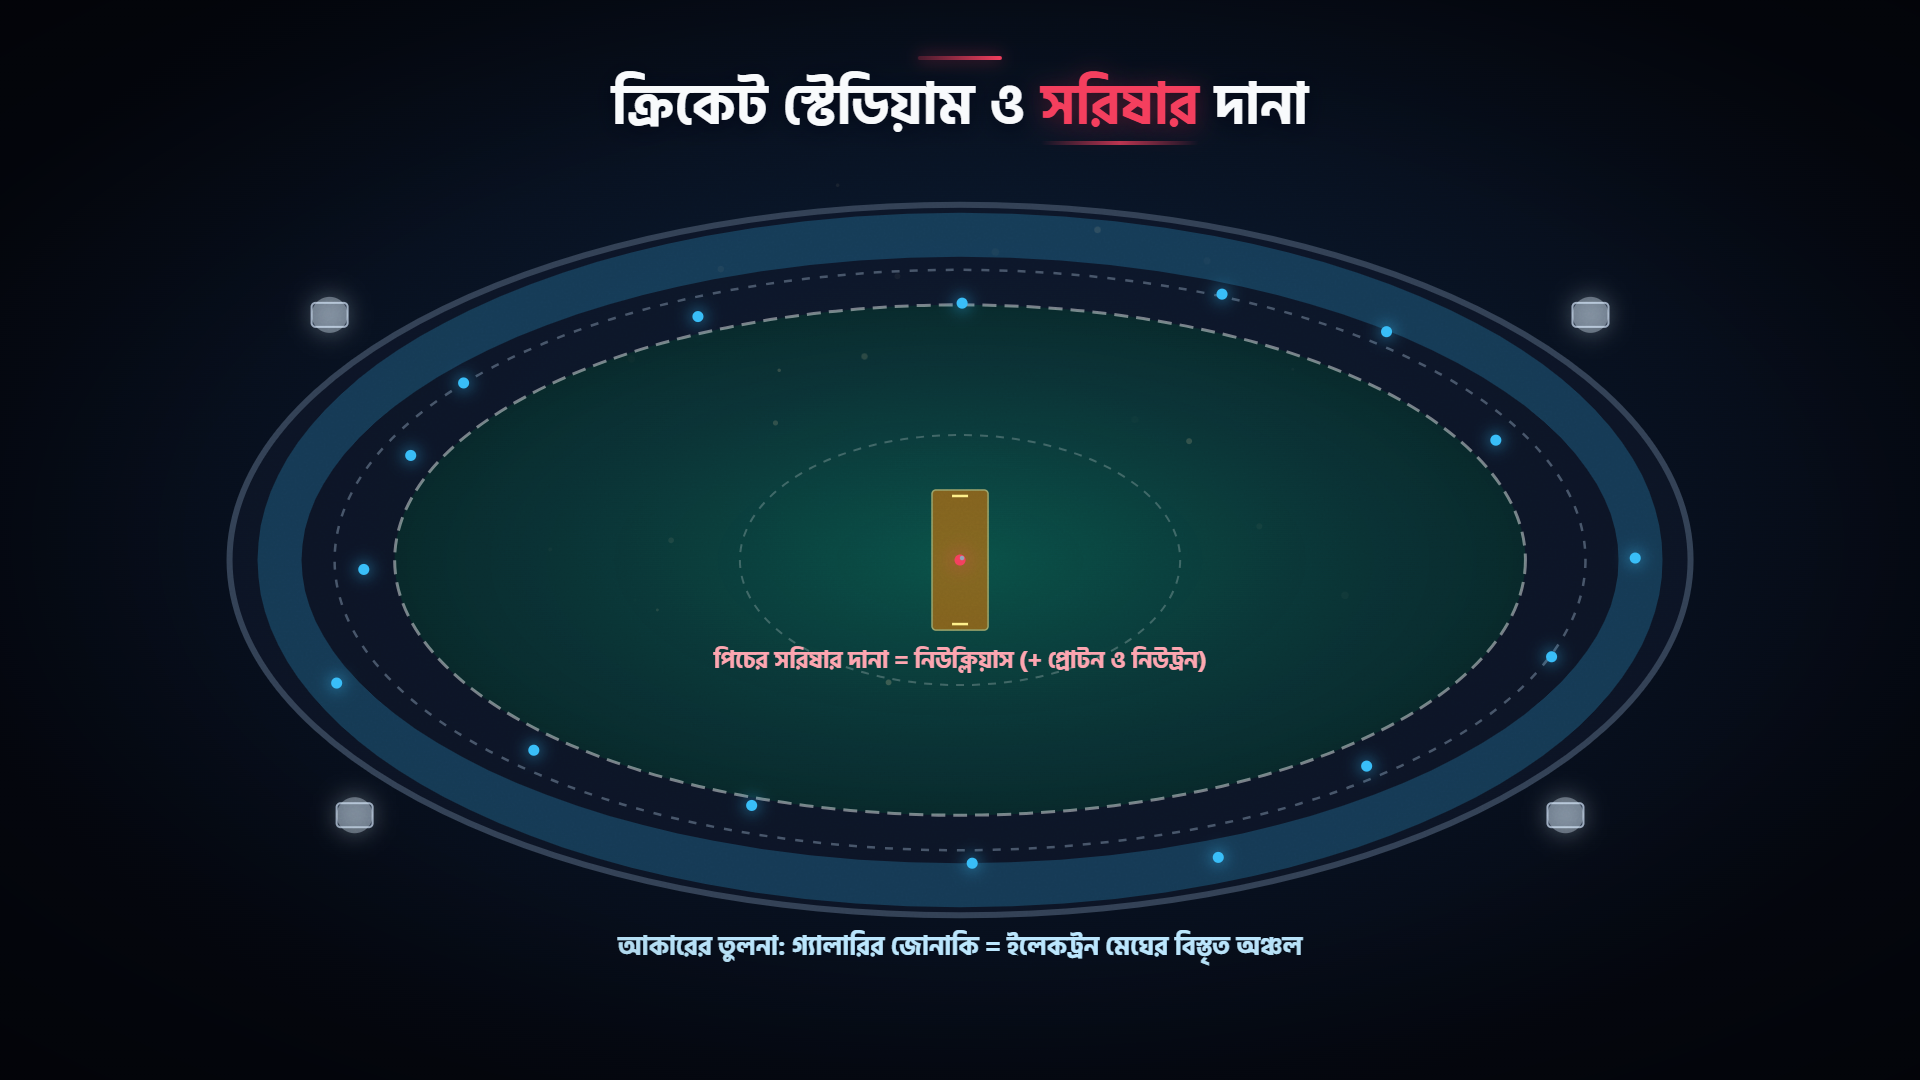 ক্রিকেট স্টেডিয়াম ও সরিষার দানা
পিচের সরিষার দানা = নিউক্লিয়াস (+ প্রোটন ও নিউট্রন)
আকারের তুলনা: গ্যালারির জোনাকি = ইলেকট্রন মেঘের বিস্তৃত অঞ্চল